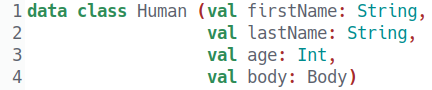 1 data class Human (val firstName: String,
2 val lastName: String,
3 val age: Int,
4 val body: Body)